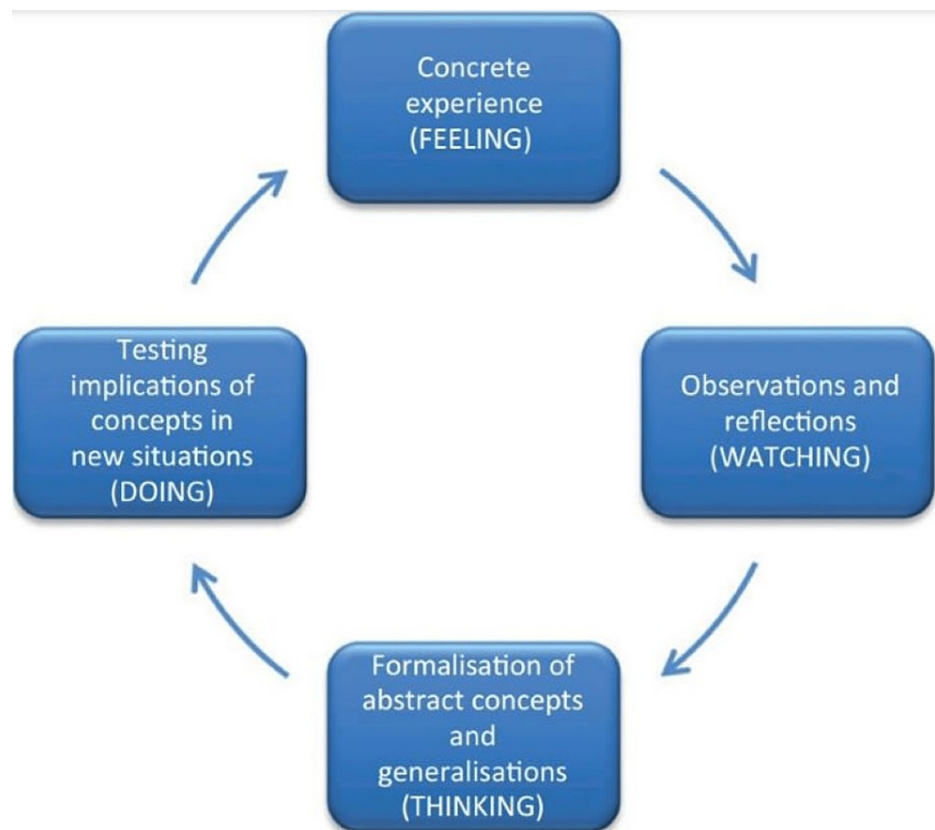 Concrete
experience
(FEELING)
Observations and
reflections
(WATCHING)
Formalisation of
abstract concepts
and
generalisations
(THINKING)
Testing
implications of
concepts in
new situations
(DOING)